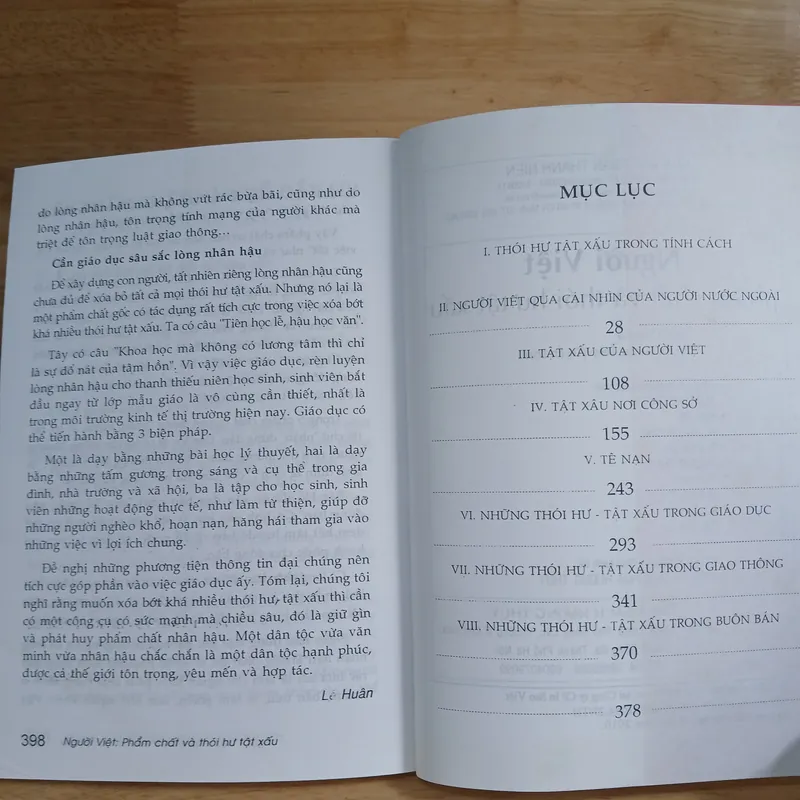 do lòng nhân hậu mà không vứt rác bừa bãi, cũng như do
lòng nhân hậu, tôn trọng tính mạng của người khác mà
triệt để tôn trọng luật giao thông...
Cần giáo dục sâu sắc lòng nhân hậu
Để xây dựng con người, tất nhiên riêng lòng nhân hậu cũng
chưa đủ để xóa bỏ tất cả mọi thói hư tật xấu. Nhưng nó lại là
một phẩm chất gốc có tác dụng rất tích cực trong việc xóa bớt
khá nhiều thói hư tật xấu. Ta có câu "Tiên học lễ, hậu học văn".
Tây có câu "Khoa học mà không có lương tâm thì chỉ
là sự đổ nát của tâm hồn". Vì vậy việc giáo dục, rèn luyện
lòng nhân hậu cho thanh thiếu niên học sinh, sinh viên bắt
đầu ngay từ lớp mẫu giáo là vô cùng cần thiết, nhất là
trong môi trường kinh tế thị trường hiện nay. Giáo dục có
thể tiến hành bằng 3 biện pháp.
Một là dạy bằng những bài học lý thuyết, hai là dạy
bằng những tấm gương trong sáng và cụ thể trong gia
đình, nhà trường và xã hội, ba là tập cho học sinh, sinh
viên những hoạt động thực tế, như làm từ thiện, giúp đỡ
những người nghèo khổ, hoạn nạn, hăng hái tham gia vào
những việc vì lợi ích chung.
Đề nghị những phương tiện thông tin đại chúng nên
tích cực góp phần vào việc giáo dục ấy. Tóm lại, chúng tôi
nghĩ rằng muốn xóa bớt khá nhiều thói hư, tật xấu thì cần
có một công cụ có sức mạnh mà chiều sâu, đó là giữ gìn
và phát huy phẩm chất nhân hậu. Một dân tộc vừa văn
minh vừa nhân hậu chắc chắn là một dân tộc hạnh phúc,
được cả thế giới tôn trọng, yêu mến và hợp tác.
Lê Huân
398 Người Việt: Phẩm chất và thói hư tật xấu
MỤC LỤC
I. THÓI HƯ TẬT XẤU TRONG TÍNH CÁCH
II. NGƯỜI VIỆT QUA CÁI NHÌN CỦA NGƯỜI NƯỚC NGOÀI
28
III. TẬT XẤU CỦA NGƯỜI VIỆT
108
IV. TẬT XẤU NƠI CÔNG SỞ
155
V. TỆ NẠN
243
VI. NHỮNG THÓI HƯ - TẬT XẤU TRONG GIÁO DỤC
293
VII. NHỮNG THÓI HƯ - TẬT XẤU TRONG GIAO THÔNG
341
VIII. NHỮNG THÓI HƯ - TẬT XẤU TRONG BUÔN BÁN
370
378